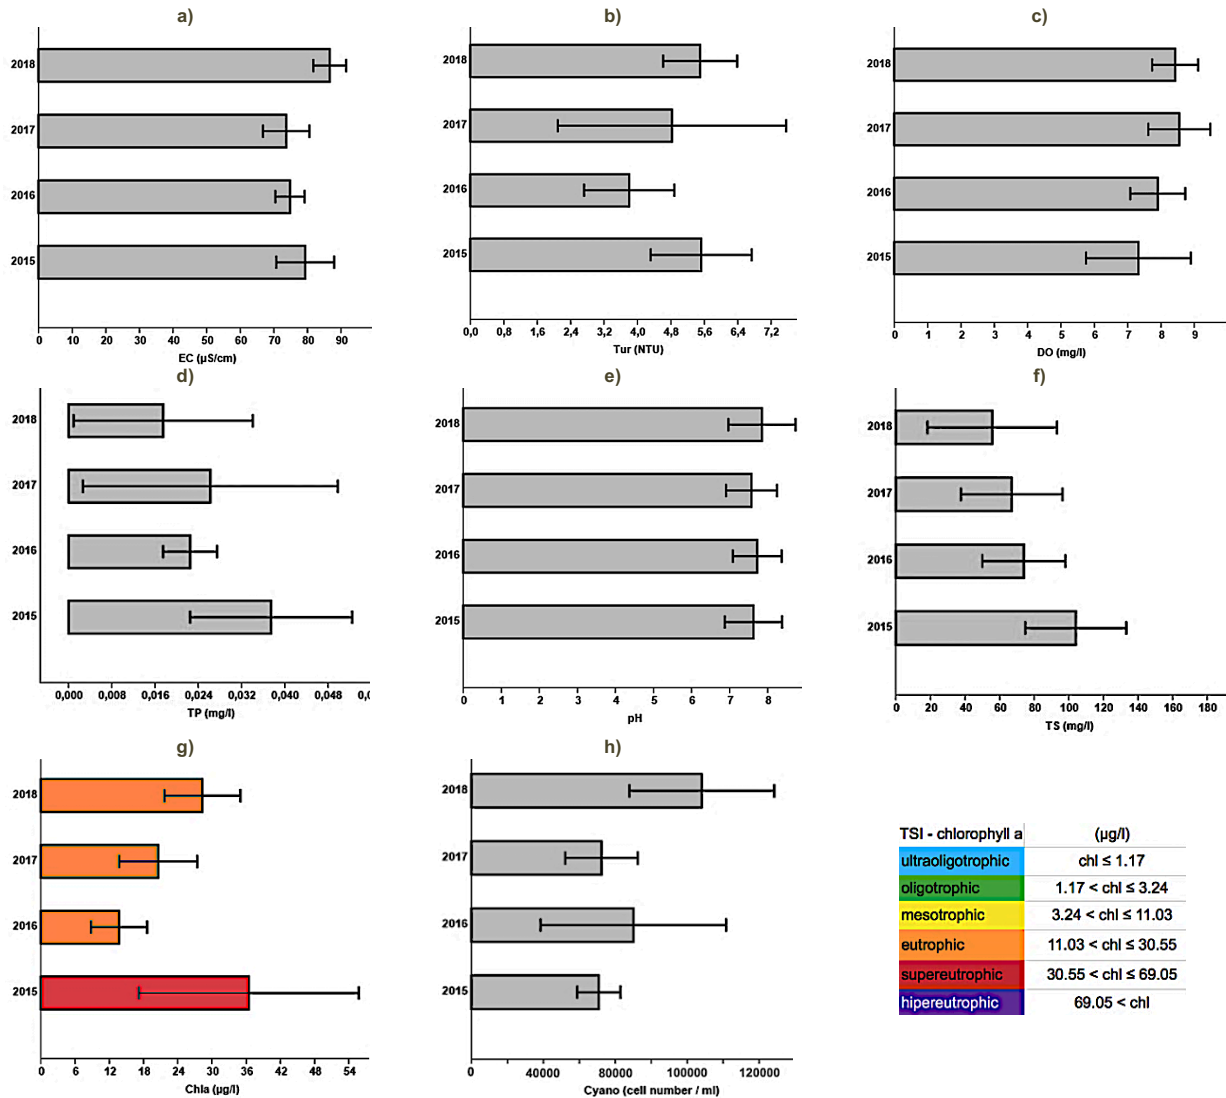 a)
2018
2017
2016
2015
0 10 20 30 40 50 60 70 80 90
EC (µS/cm)
b)
2018
2017
2016
2015
0,0 0,8 1,6 2,4 3,2 4,0 4,8 5,6 6,4 7,2
Tur (NTU)
c)
2018
2017
2016
2015
0 1 2 3 4 5 6 7 8 9
DO (mg/l)
d)
2018
2017
2016
2015
0,000 0,008 0,016 0,024 0,032 0,040 0,048
TP (mg/l)
e)
2018
2017
2016
2015
0 1 2 3 4 5 6 7 8
pH
f)
2018
2017
2016
2015
0 20 40 60 80 100 120 140 160 180
TS (mg/l)
g)
2018
2017
2016
2015
0 6 12 18 24 30 36 42 48 54
Chla (µg/l)
h)
2018
2017
2016
2015
0 40000 80000 100000 120000
Cyano (cell number / ml)
TSI - chlorophyll a (µg/l)
ultraoligotrophic chl ≤ 1.17
oligotrophic 1.17 < chl ≤ 3.24
mesotrophic 3.24 < chl ≤ 11.03
eutrophic 11.03 < chl ≤ 30.55
supereutrophic 30.55 < chl ≤ 69.05
hipereutrophic 69.05 < chl